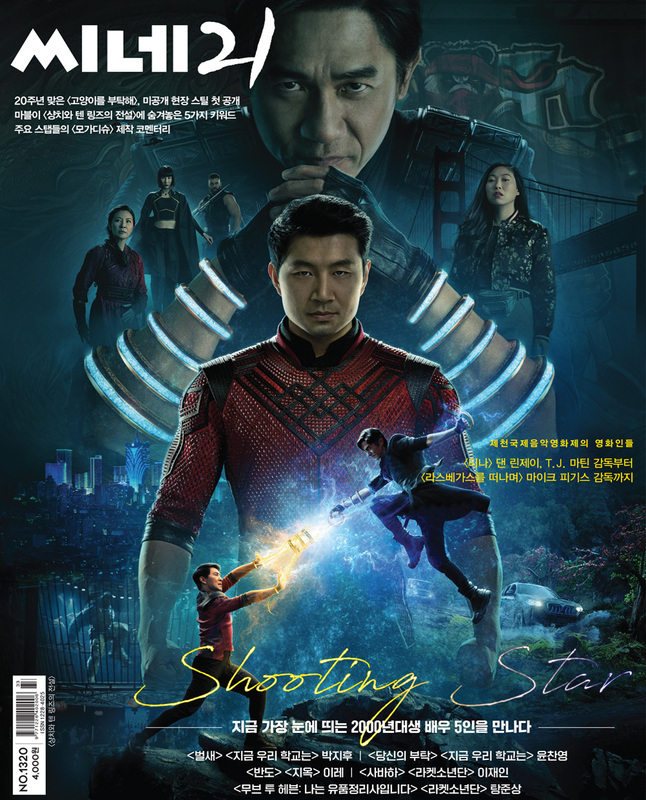 씨네21
20주년 맞은 <고양이를 부탁해>, 미공개 현장 스틸 첫 공개
마블이 <샹치와 텐 링즈의 전설>에 숨겨놓은 5가지 키워드
주요 스탭들의 <모가디슈> 제작 코멘터리
제천국제음악영화제의 영화인들
<티나> 댄 린제이, T.J. 마틴 감독부터
<라스베가스를 떠나며> 마이크 피기스 감독까지
Shooting Star
지금 가장 눈에 띄는 2000년대생 배우 5인을 만나다
<벌새> <지금 우리 학교는> 박지후 | <당신의 부탁> <지금 우리 학교는> 윤찬영
<반도> <지옥> 이레 | <사바하> <라켓소년단> 이재인
<무브 투 헤븐: 나는 유품정리사입니다> <라켓소년단> 탕준상
NO.1320
4,000원
<샹치와 텐 링즈의 전설>